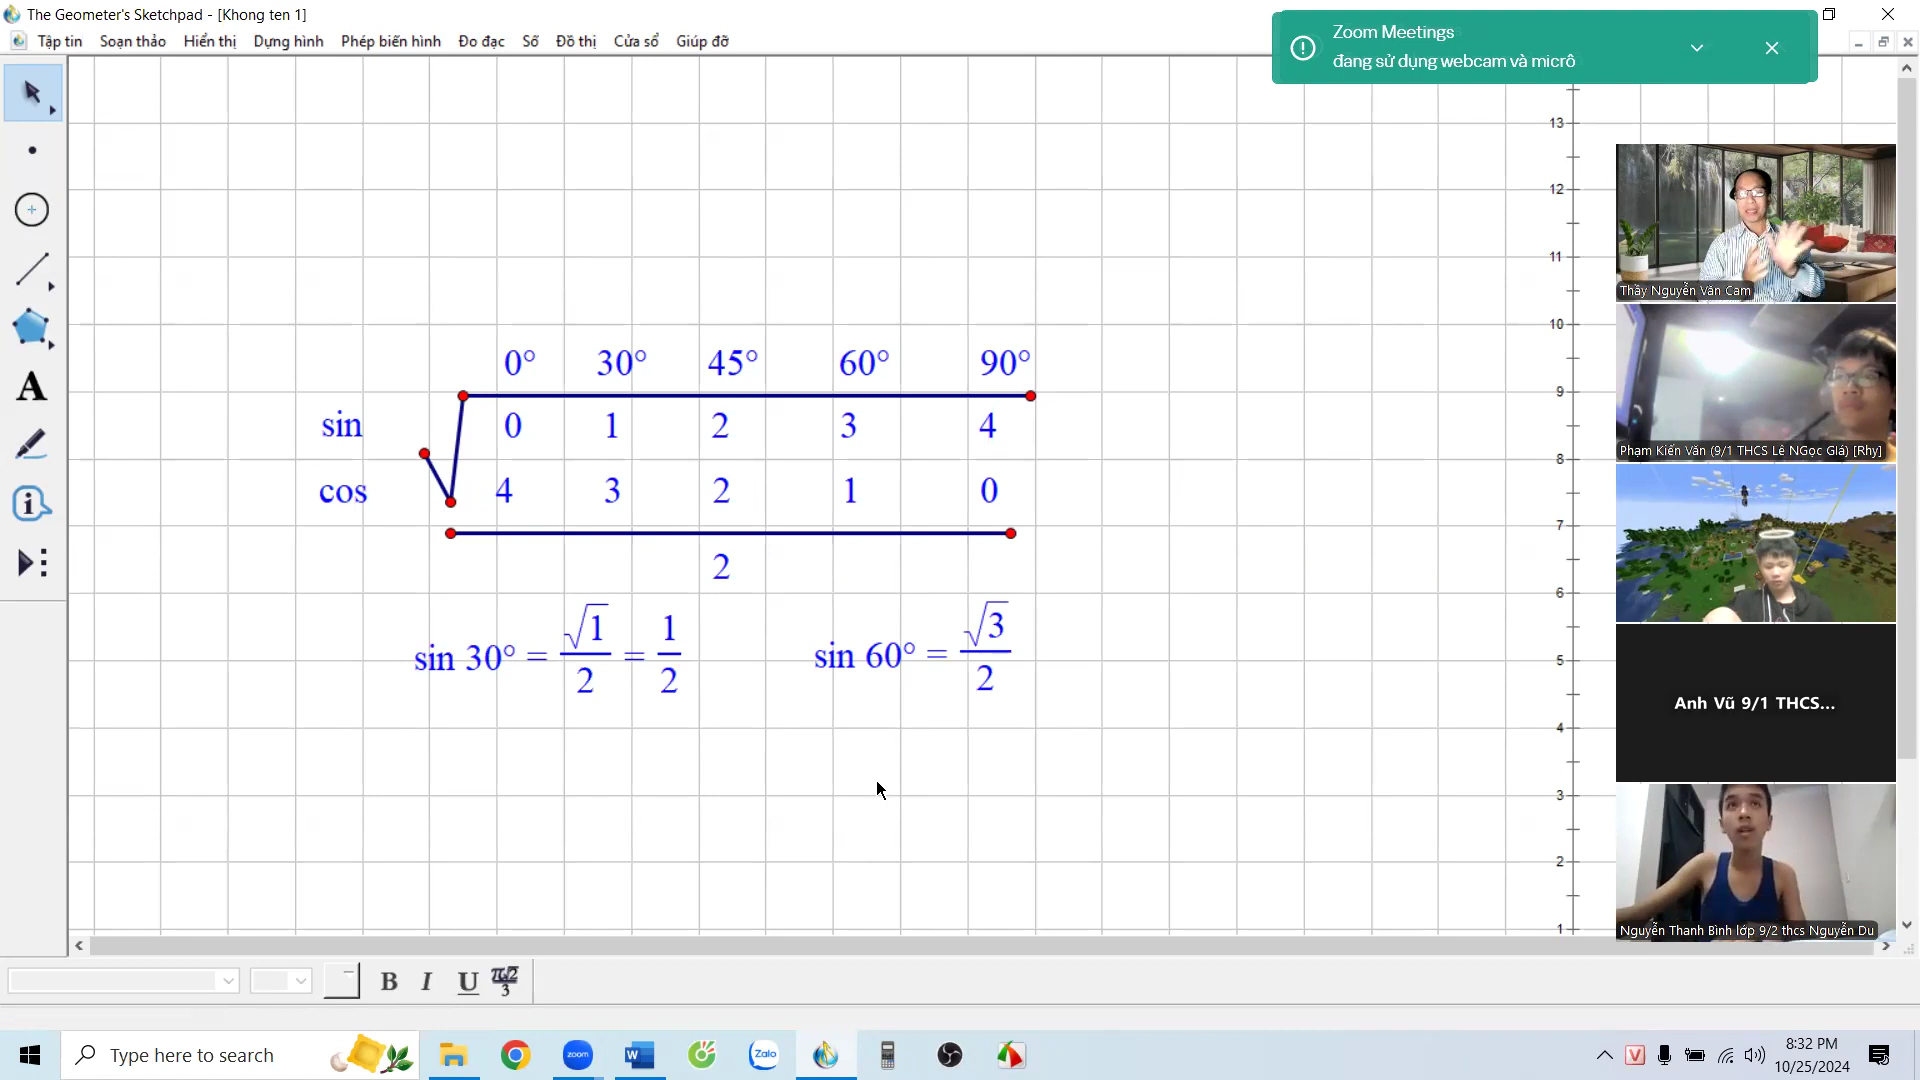 The Geometer's Sketchpad - [Khong ten 1]
Tập tin Soạn thảo Hiển thị Dựng hình Phép biến hình Đo đạc Số Đồ thị Cửa sổ Giúp đỡ
Zoom Meetings
đang sử dụng webcam và micrô
13
12
11
10
9
8
7
6
5
4
3
2
1
0° 30° 45° 60° 90°
sin 0 1 2 3 4
cos 4 3 2 1 0
2
sin 30° = √1/2 = 1/2 sin 60° = √3/2
Thầy Nguyễn Văn Cam
Phạm Kiến Văn (9/1 THCS Lê NGọc GIá) [Rhy]
Anh Vũ 9/1 THCS...
Nguyễn Thanh Bình lớp 9/2 thcs Nguyễn Du
A
B I U π√2/3
Type here to search
zoom
Zalo
8:32 PM
10/25/2024